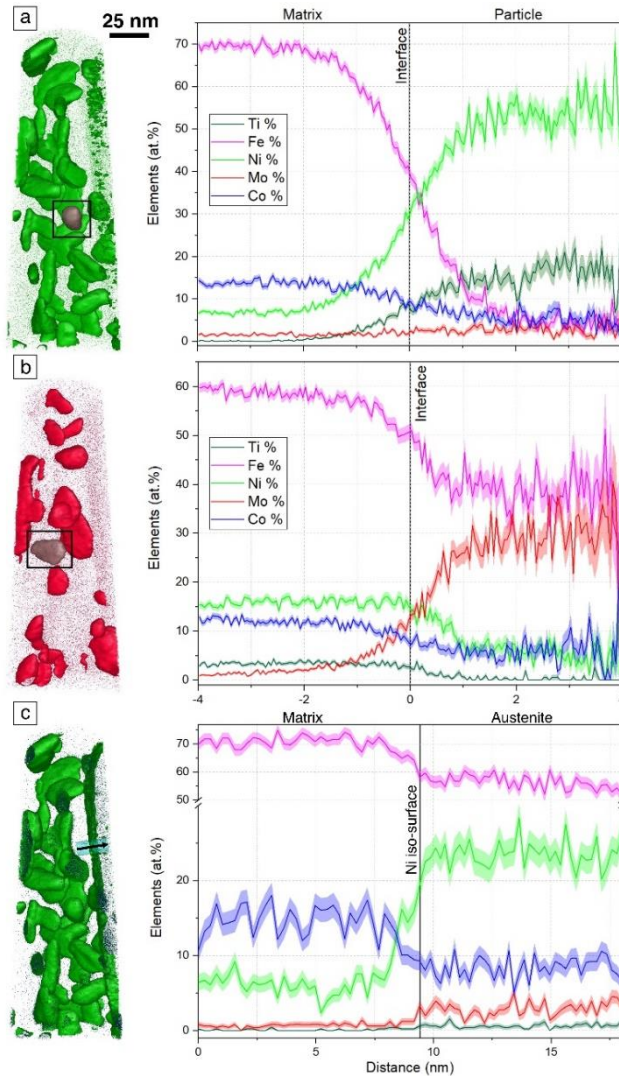 a
25 nm
Matrix
Particle
Interface
Elements (at.%)
70
60
50
40
30
20
10
0
Ti %
Fe %
Ni %
Mo %
Co %
b
Interface
Elements (at.%)
60
50
40
30
20
10
0
Ti %
Fe %
Ni %
Mo %
Co %
-4
-2
0
2
c
Matrix
Austenite
Ni iso-surface
Elements (at.%)
70
60
50
20
10
0
0
5
10
15
Distance (nm)